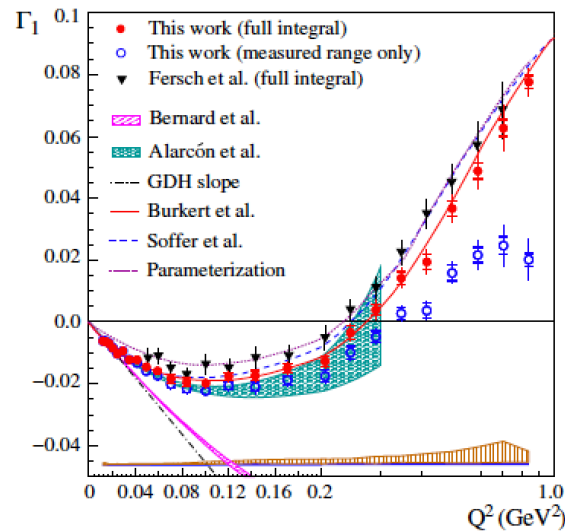 Γ₁
0.1
0.08
0.06
0.04
0.02
0.0
−0.02
−0.04
This work (full integral)
This work (measured range only)
Fersch et al. (full integral)
Bernard et al.
Alarcón et al.
GDH slope
Burkert et al.
Soffer et al.
Parameterization
0 0.04 0.08 0.12 0.16 0.2 1.0
Q² (GeV²)